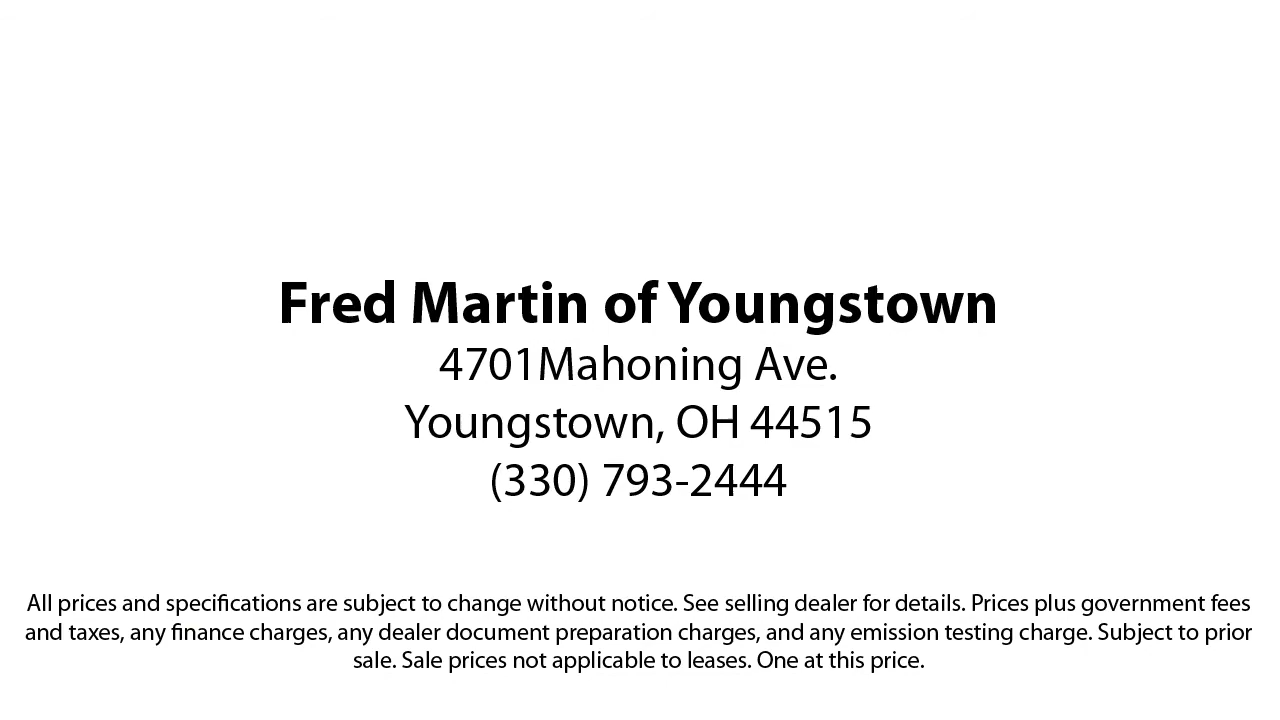 Fred Martin of Youngstown
4701Mahoning Ave.
Youngstown, OH 44515
(330) 793-2444
All prices and specifications are subject to change without notice. See selling dealer for details. Prices plus government fees
and taxes, any finance charges, any dealer document preparation charges, and any emission testing charge. Subject to prior
sale. Sale prices not applicable to leases. One at this price.